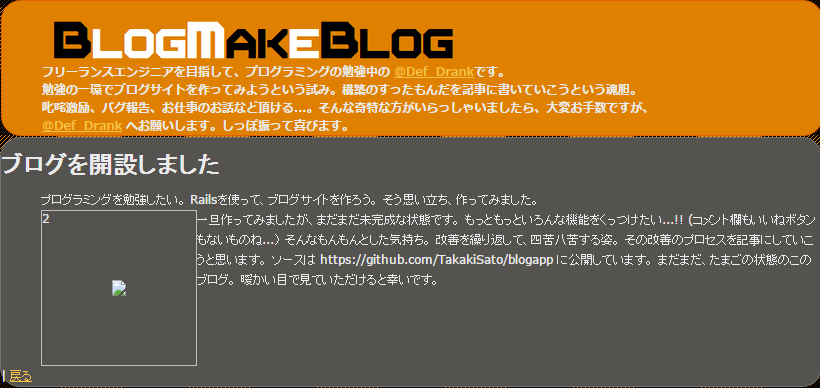 BLOGMAKEBLOG
フリーランスエンジニアを目指して、プログラミングの勉強中の @Def_Drankです。
勉強の一環でブログサイトを作ってみようという試み。構築のすったもんだを記事に書いていこうという魂胆。
叱咤激励、バグ報告、お仕事のお話など頂ける…。そんな奇特な方がいらっしゃいましたら、大変お手数ですが、
@Def_Drank へお願いします。しっぽ振って喜びます。
ブログを開設しました
プログラミングを勉強したい。Railsを使って、ブログサイトを作ろう。そう思い立ち、作ってみました。
2
一旦作ってみましたが、まだまだ未完成な状態です。もっともっといろんな機能をくっつけたい…!! (コメント欄もいいねボタン
もないものね…) そんなもんもんとした気持ち。改善を繰り返して、四苦八苦する姿。その改善のプロセスを記事にしていこ
うと思います。ソースは https://github.com/TakakiSato/blogapp に公開しています。まだまだ、たまごの状態のこの
ブログ。暖かい目で見ていただけると幸いです。
| 戻る